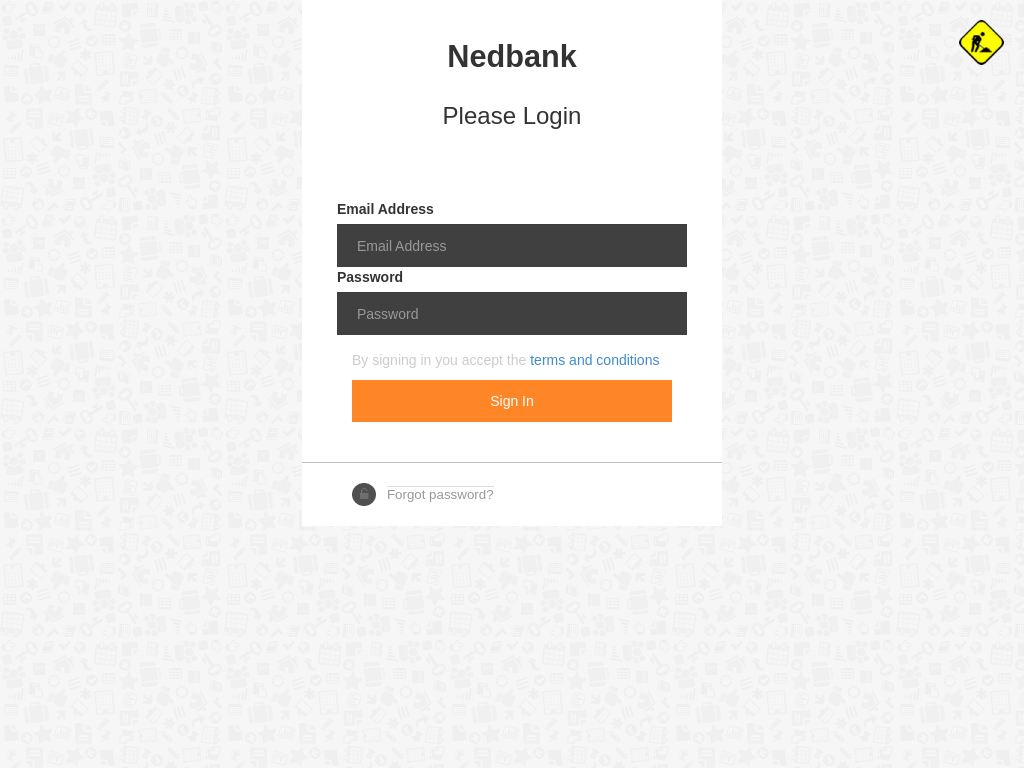 Nedbank
Please Login
Email Address
Email Address
Password
Password
By signing in you accept the terms and conditions
Sign In
Forgot password?